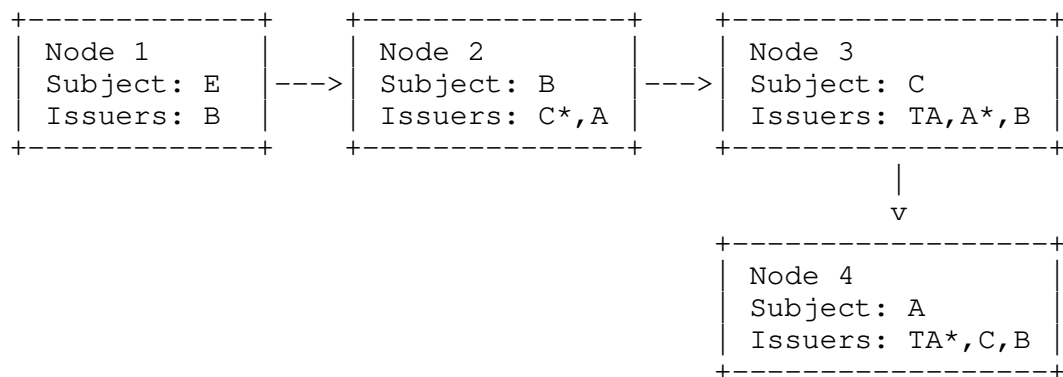 Node 1
Subject: E
Issuers: B
Node 2
Subject: B
Issuers: C*,A
Node 3
Subject: C
Issuers: TA,A*,B
Node 4
Subject: A
Issuers: TA*,C,B